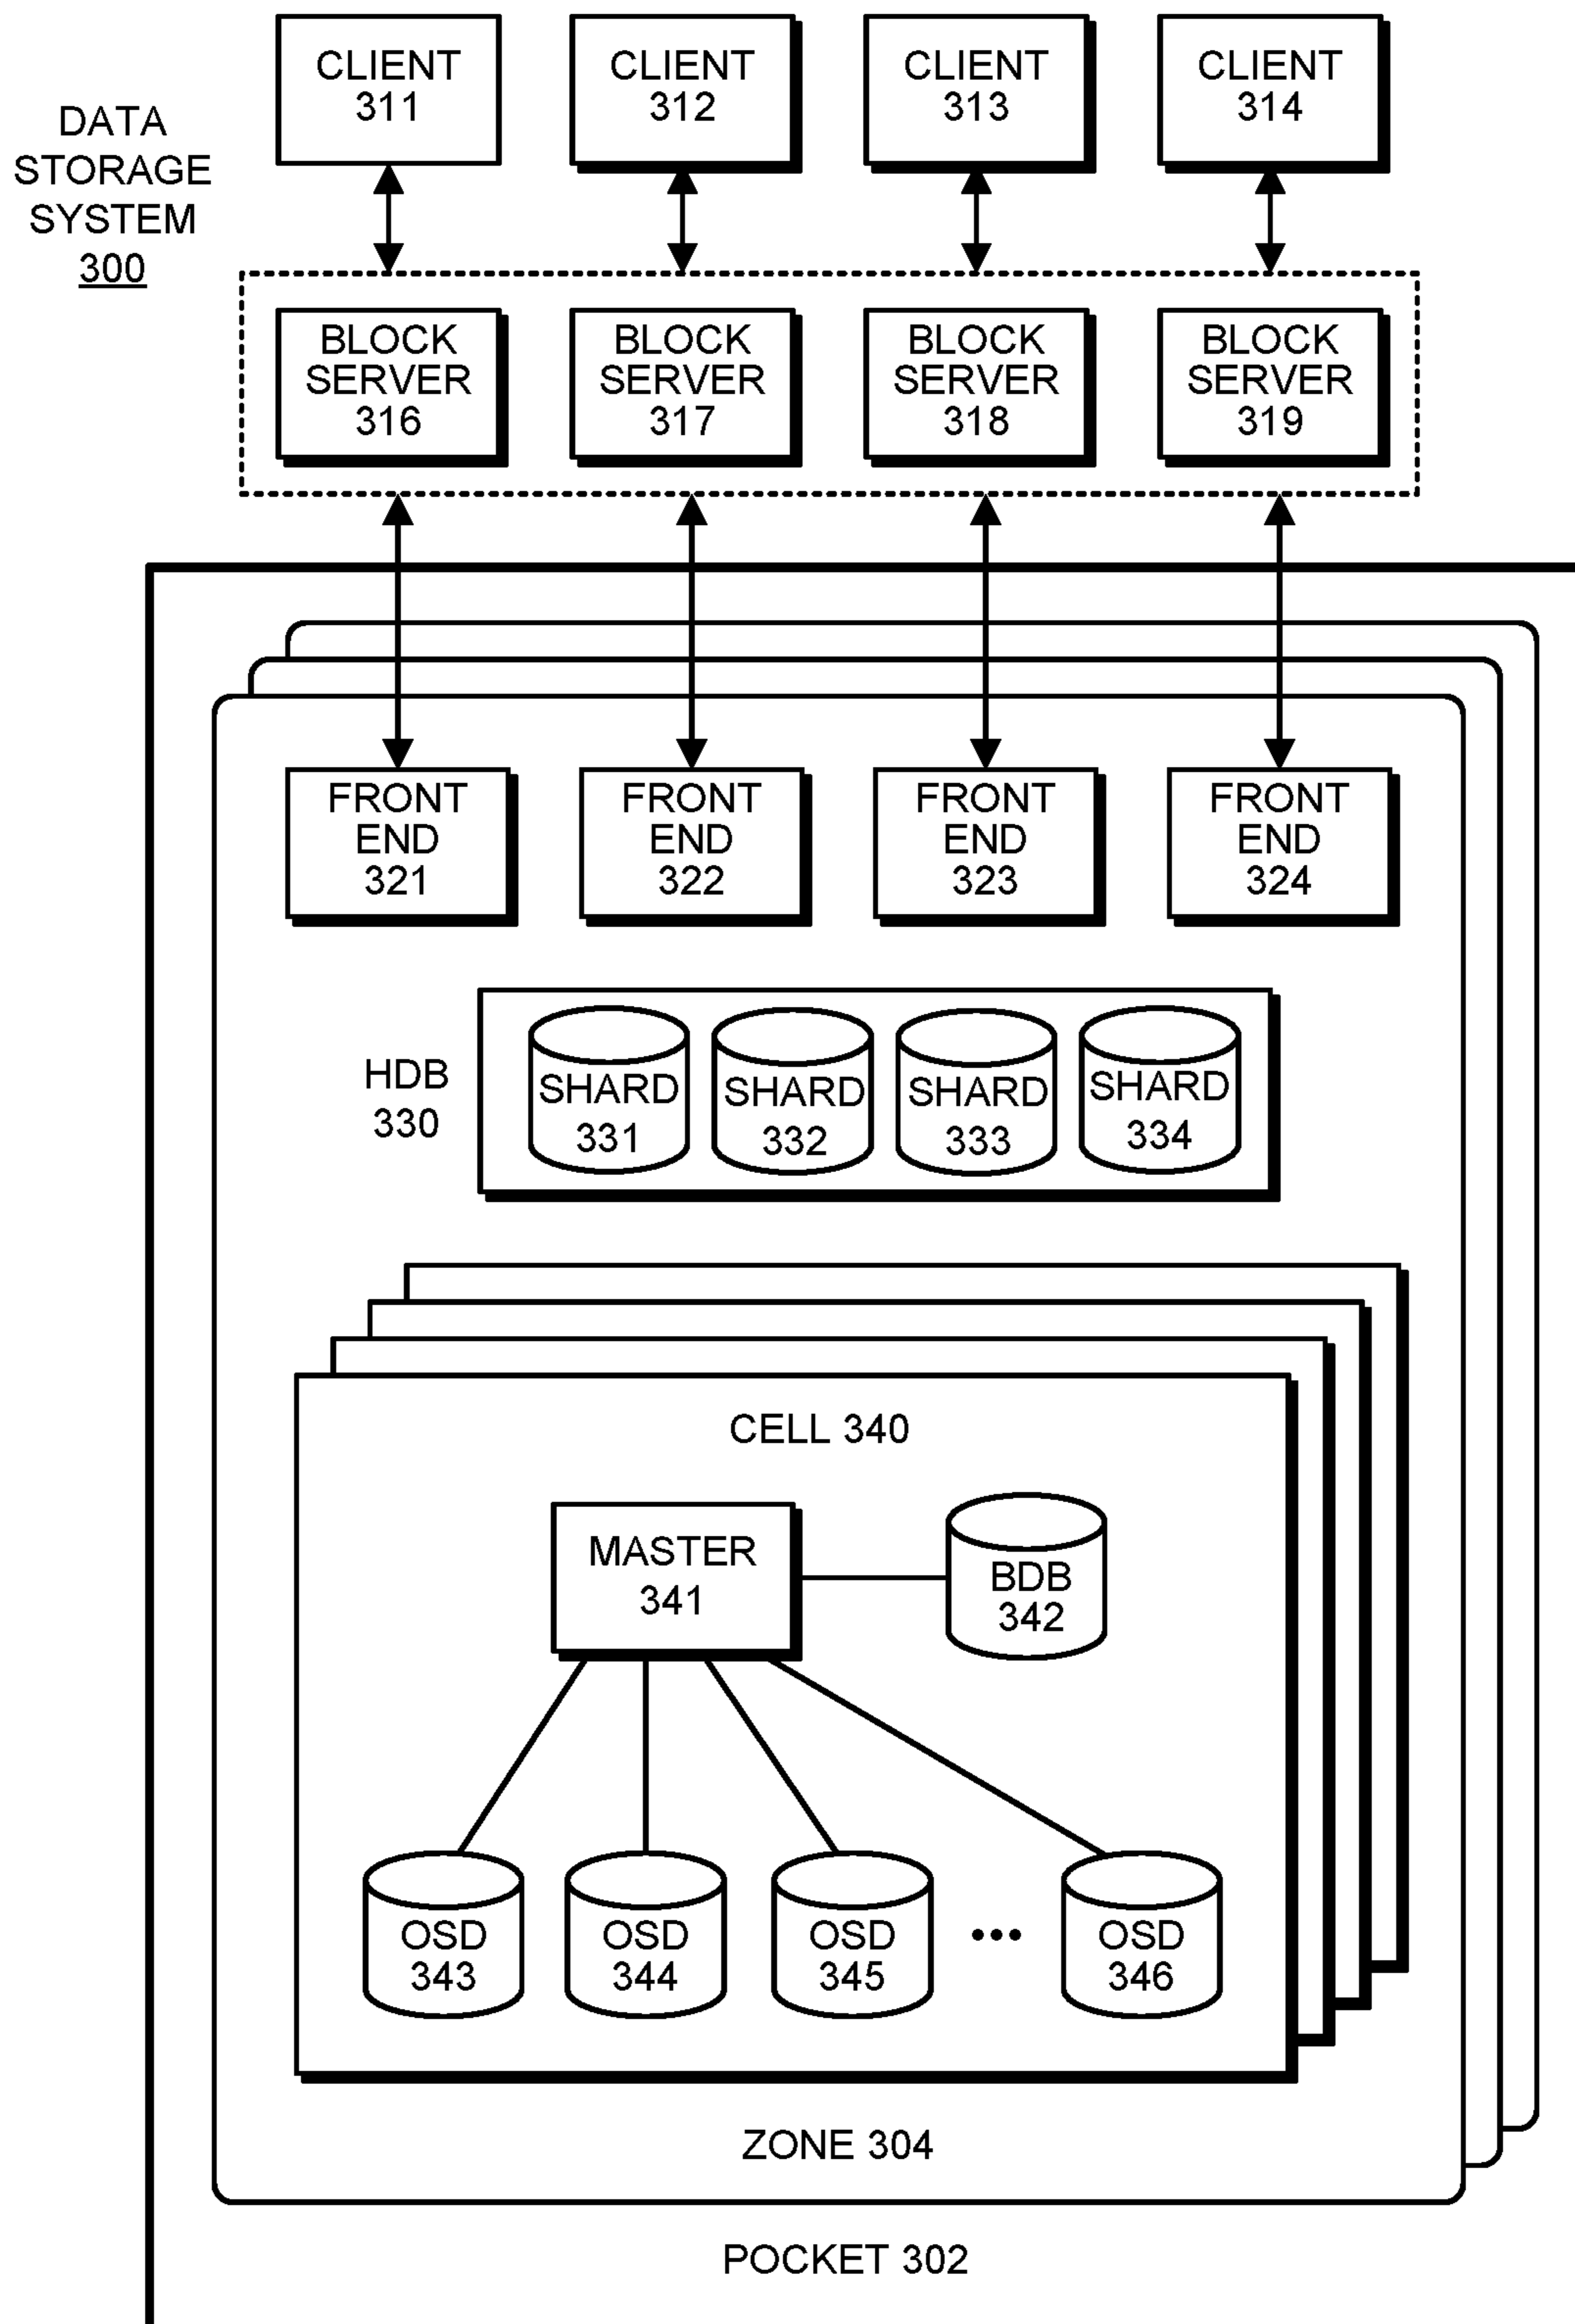 CLIENT
311
CLIENT
312
CLIENT
313
CLIENT
314
DATA
STORAGE
SYSTEM
300
BLOCK
SERVER
316
BLOCK
SERVER
317
BLOCK
SERVER
318
BLOCK
SERVER
319
FRONT
END
321
FRONT
END
322
FRONT
END
323
FRONT
END
324
HDB
330
SHARD
331
SHARD
332
SHARD
333
SHARD
334
CELL 340
MASTER
341
BDB
342
OSD
343
OSD
344
OSD
345
•••
OSD
346
ZONE 304
POCKET 302